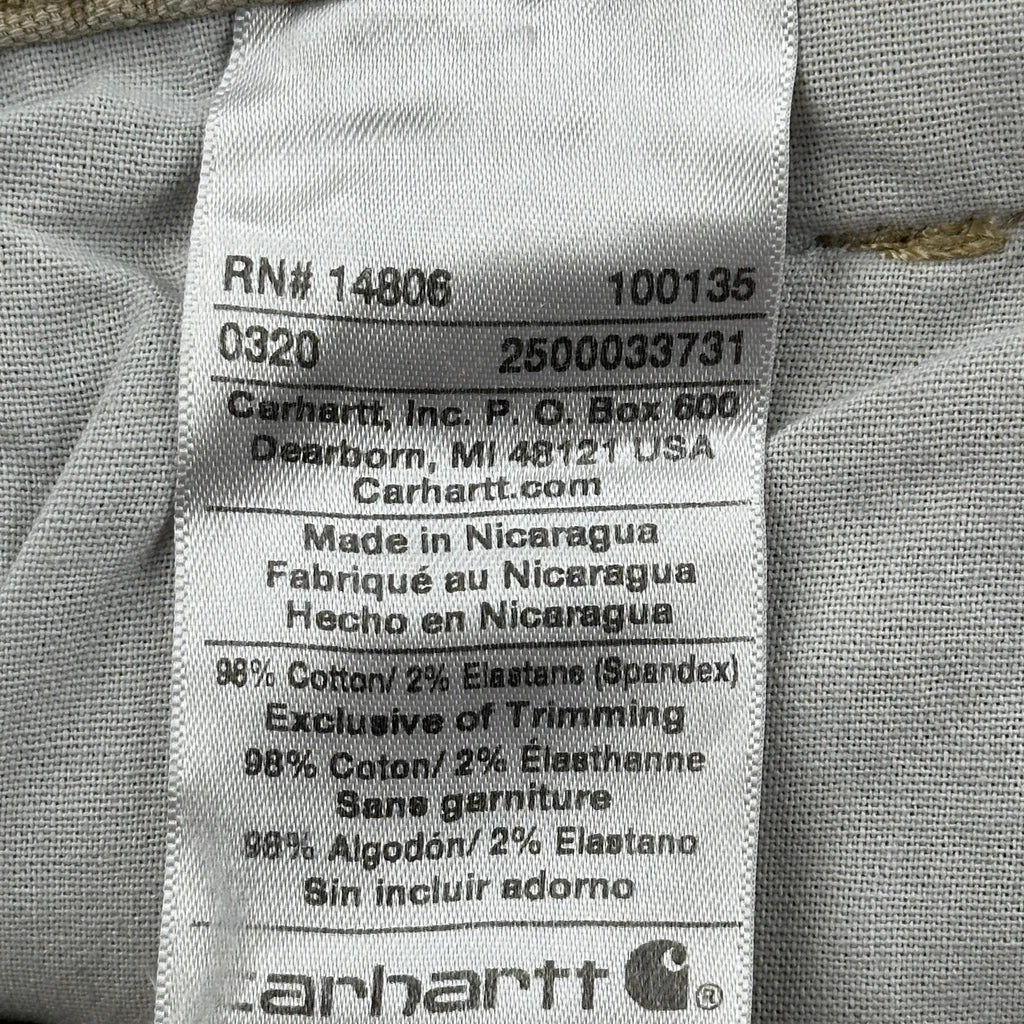 RN# 14806 100135
0320 2500033731
Carhartt, Inc. P. O. Box 600
Dearborn, MI 48121 USA
Carhartt.com
Made in Nicaragua
Fabriqué au Nicaragua
Hecho en Nicaragua
98% Cotton/ 2% Elastane (Spandex)
Exclusive of Trimming
98% Coton/ 2% Élasthanne
Sans garniture
98% Algodón/ 2% Elastano
Sin incluir adorno
carhartt ®